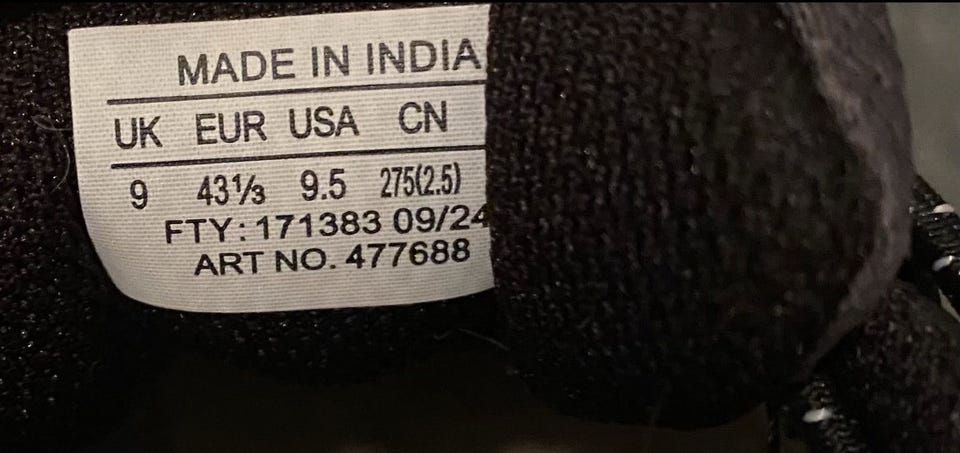 MADE IN INDIA
UK EUR USA CN
9 43⅓ 9.5 275(2.5)
FTY: 171383 09/24
ART NO. 477688